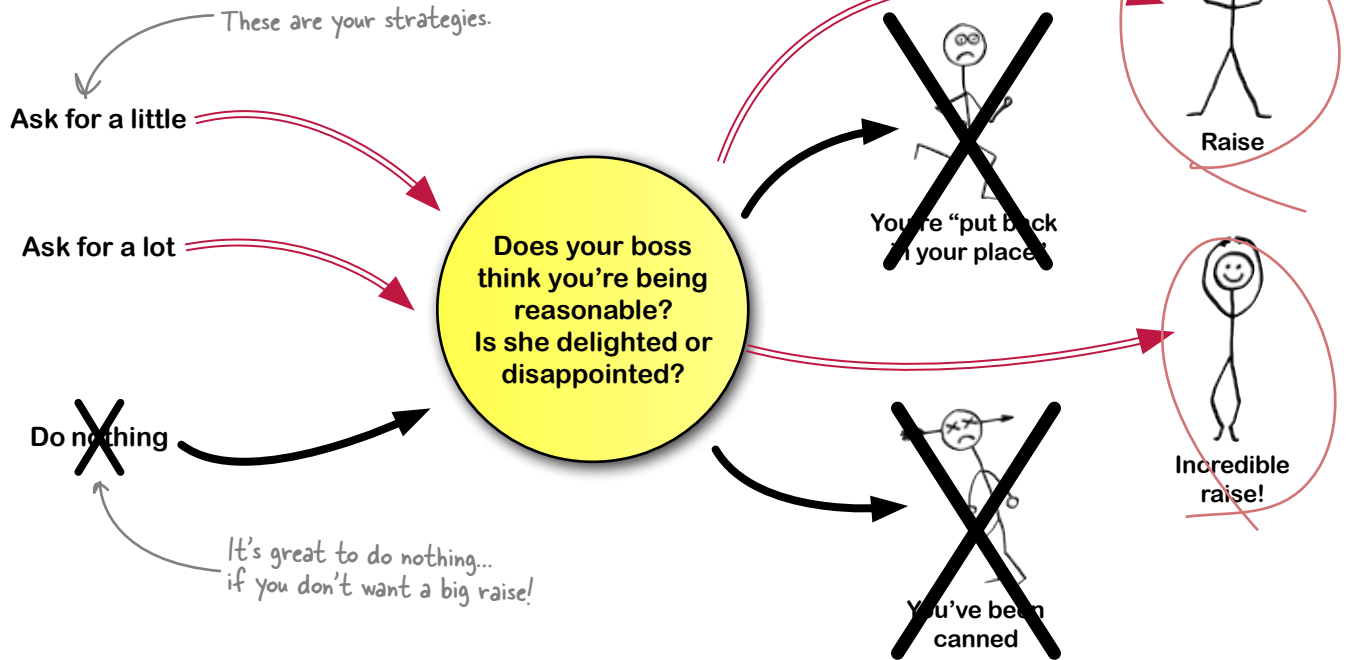 These are your strategies.
Ask for a little
Ask for a lot
Do nothing
It's great to do nothing...
if you don't want a big raise!
Does your boss
think you're being
reasonable?
Is she delighted or
disappointed?
You're “put back
in your place”
Raise
Incredible
raise!
You've been
canned